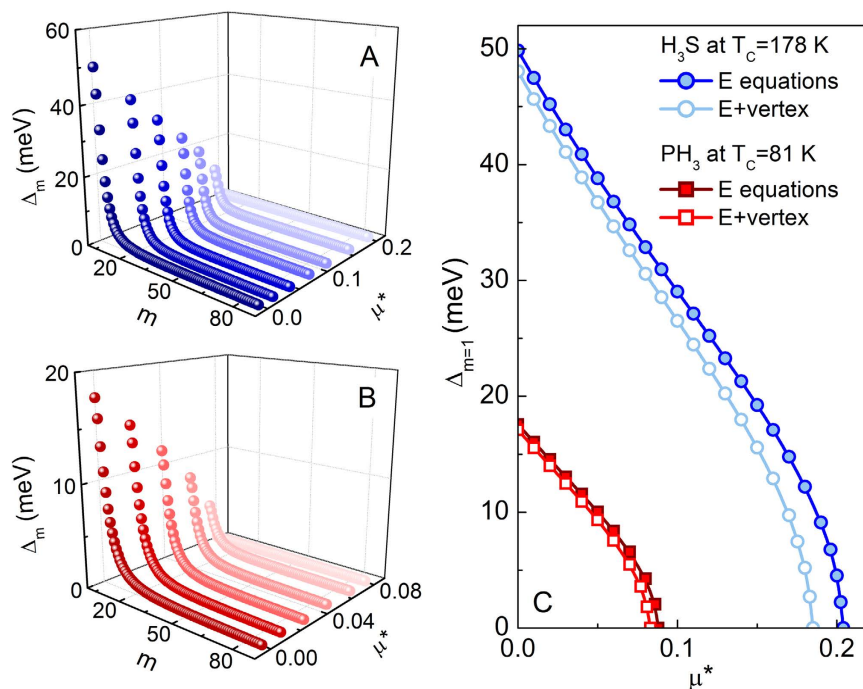 A
60
40
20
0
Δm (meV)
20
50
80
m
0.0
0.1
0.2
μ*
B
20
10
0
Δm (meV)
20
50
80
m
0.00
0.04
0.08
μ*
H3S at TC=178 K
E equations
E+vertex
PH3 at TC=81 K
E equations
E+vertex
50
40
30
20
10
0
Δm=1 (meV)
C
0.0
0.1
0.2
μ*